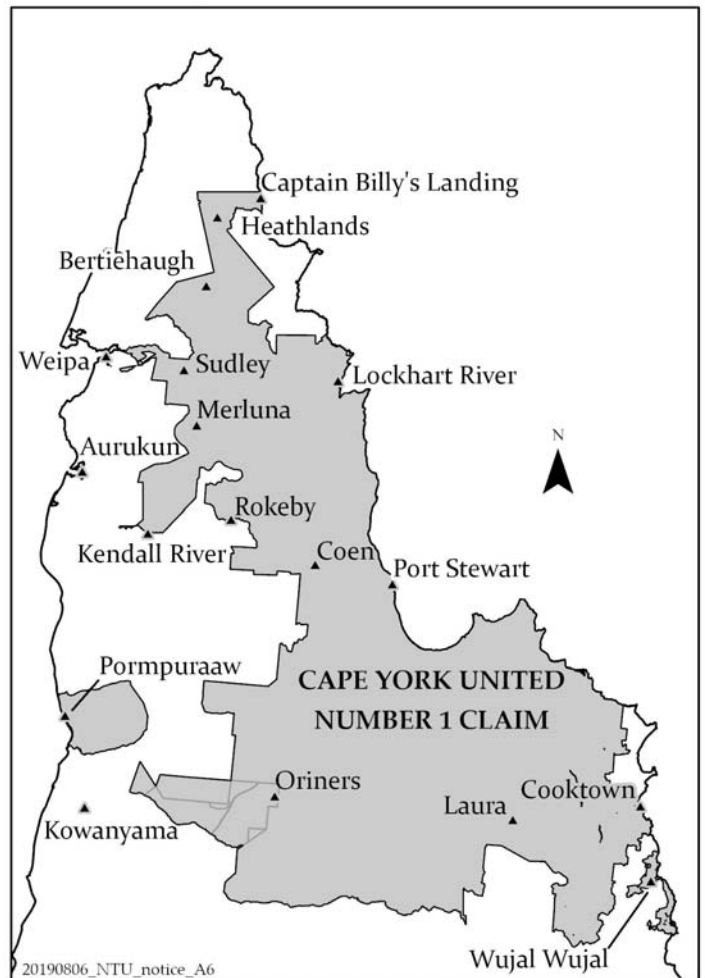 Captain Billy's Landing
Heathlands
Bertiehaugh
Weipa
Sudley
Lockhart River
Merluna
Aurukun
N
Rokeby
Kendall River
Coen
Port Stewart
Pormpuraaw
CAPE YORK UNITED
NUMBER 1 CLAIM
Oriners
Cooktown
Laura
Kowanyama
Wujal Wujal
20190806_NTU_notice_A6